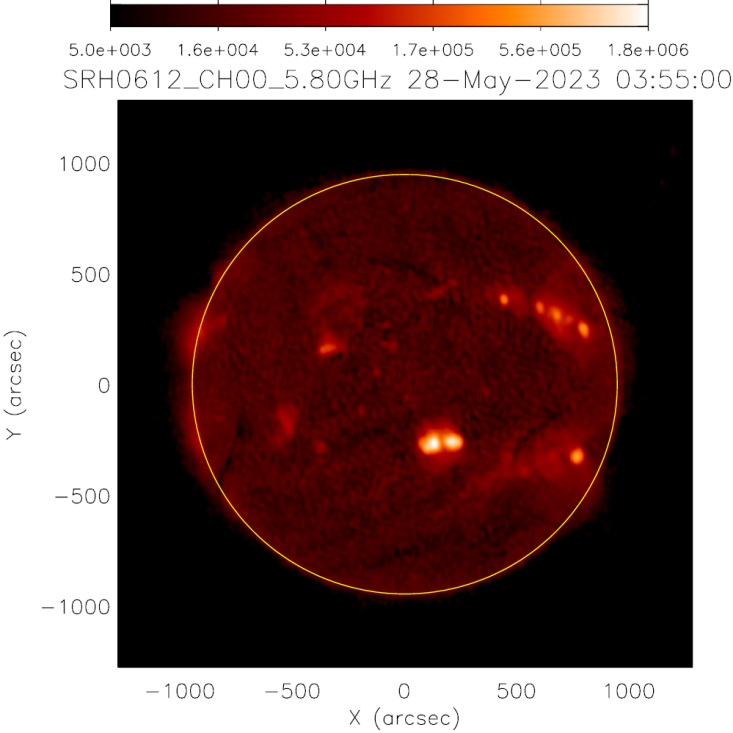 5.0e+003 1.6e+004 5.3e+004 1.7e+005 5.6e+005 1.8e+006
SRH0612_CH00_5.80GHz 28-May-2023 03:55:00
1000
500
0
-500
-1000
Y (arcsec)
-1000 -500 0 500 1000
X (arcsec)